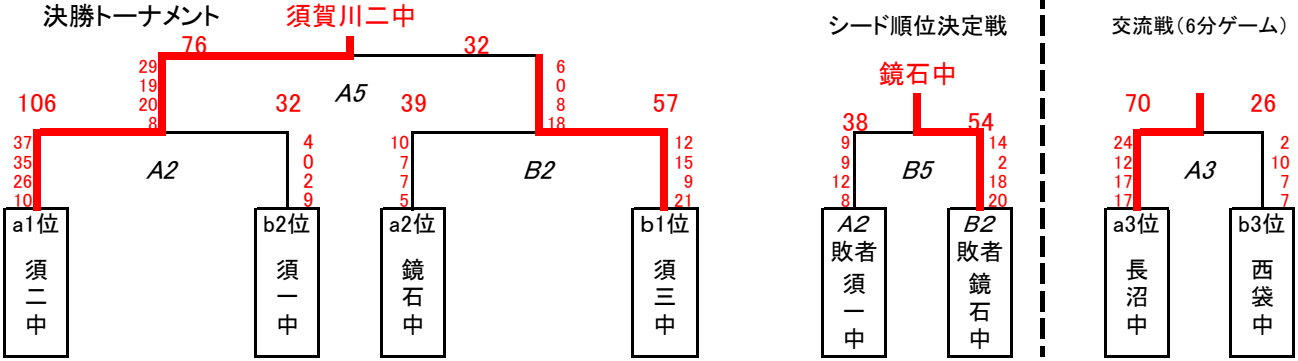 決勝トーナメント
須賀川二中
76
32
29
19
20
8
6
0
8
18
A5
106
32
39
57
37
35
26
10
4
0
2
9
10
7
7
5
12
15
9
21
A2
B2
a1位
須二中
b2位
須一中
a2位
鏡石中
b1位
須三中
シード順位決定戦
鏡石中
38
54
9
9
12
8
14
2
18
20
B5
A2
敗者
須一中
B2
敗者
鏡石中
交流戦(6分ゲーム)
70
26
24
12
17
17
2
10
7
7
A3
a3位
長沼中
b3位
西袋中